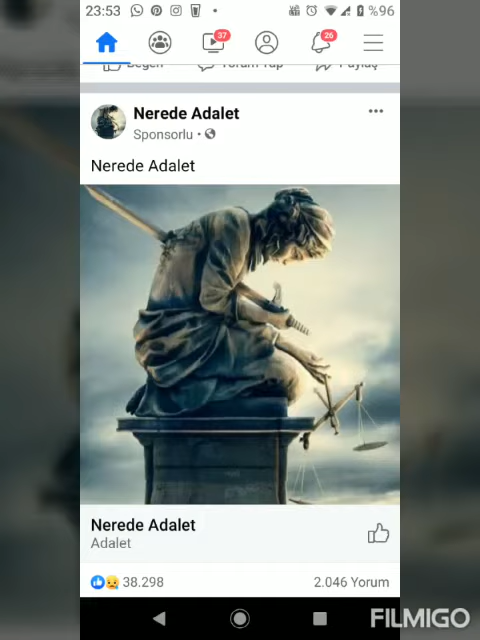 23:53
%96
37
26
Beğen Yorum Yap Paylaş
Nerede Adalet
Sponsorlu
Nerede Adalet
Nerede Adalet
Adalet
38.298
2.046 Yorum
FILMIGO